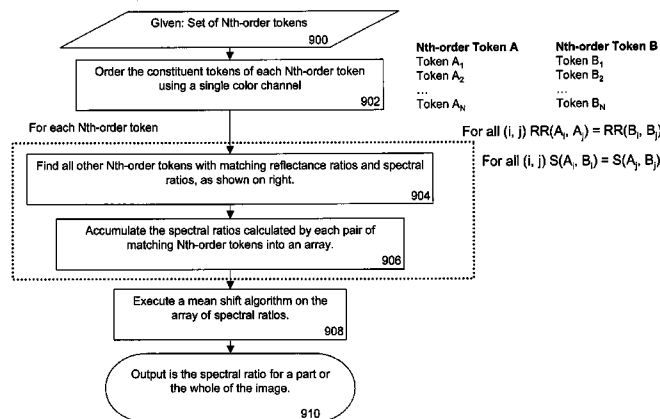 Given: Set of Nth-order tokens
900
Order the constituent tokens of each Nth-order token
using a single color channel
902
Nth-order Token A
Token A₁
Token A₂
...
Token Aₙ
Nth-order Token B
Token B₁
Token B₂
...
Token Bₙ
For each Nth-order token
For all (i, j) RR(Aᵢ, Aⱼ) = RR(Bᵢ, Bⱼ)
For all (i, j) S(Aᵢ, Bᵢ) = S(Aⱼ, Bⱼ)
Find all other Nth-order tokens with matching reflectance ratios and spectral
ratios, as shown on right.
904
Accumulate the spectral ratios calculated by each pair of
matching Nth-order tokens into an array.
906
Execute a mean shift algorithm on the
array of spectral ratios.
908
Output is the spectral ratio for a part or
the whole of the image.
910